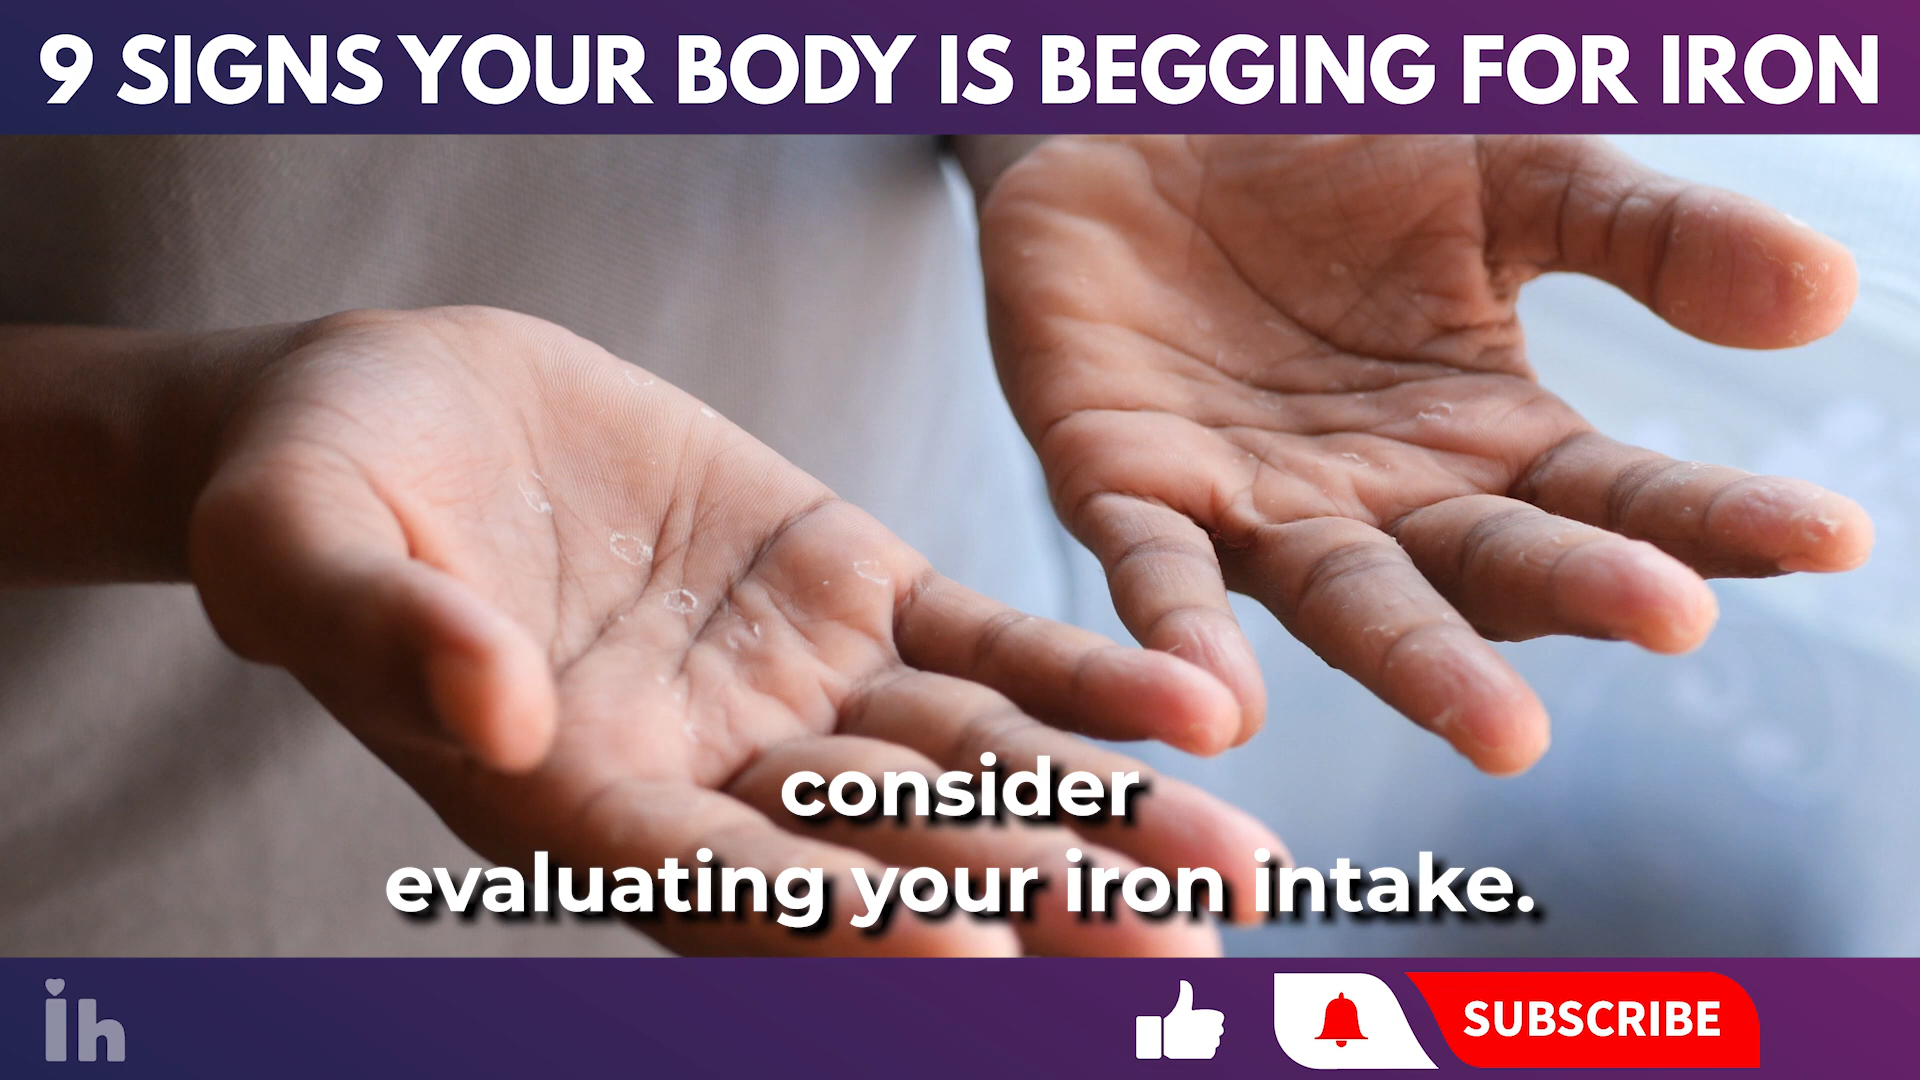 9 SIGNS YOUR BODY IS BEGGING FOR IRON
consider
evaluating your iron intake.
ih
SUBSCRIBE